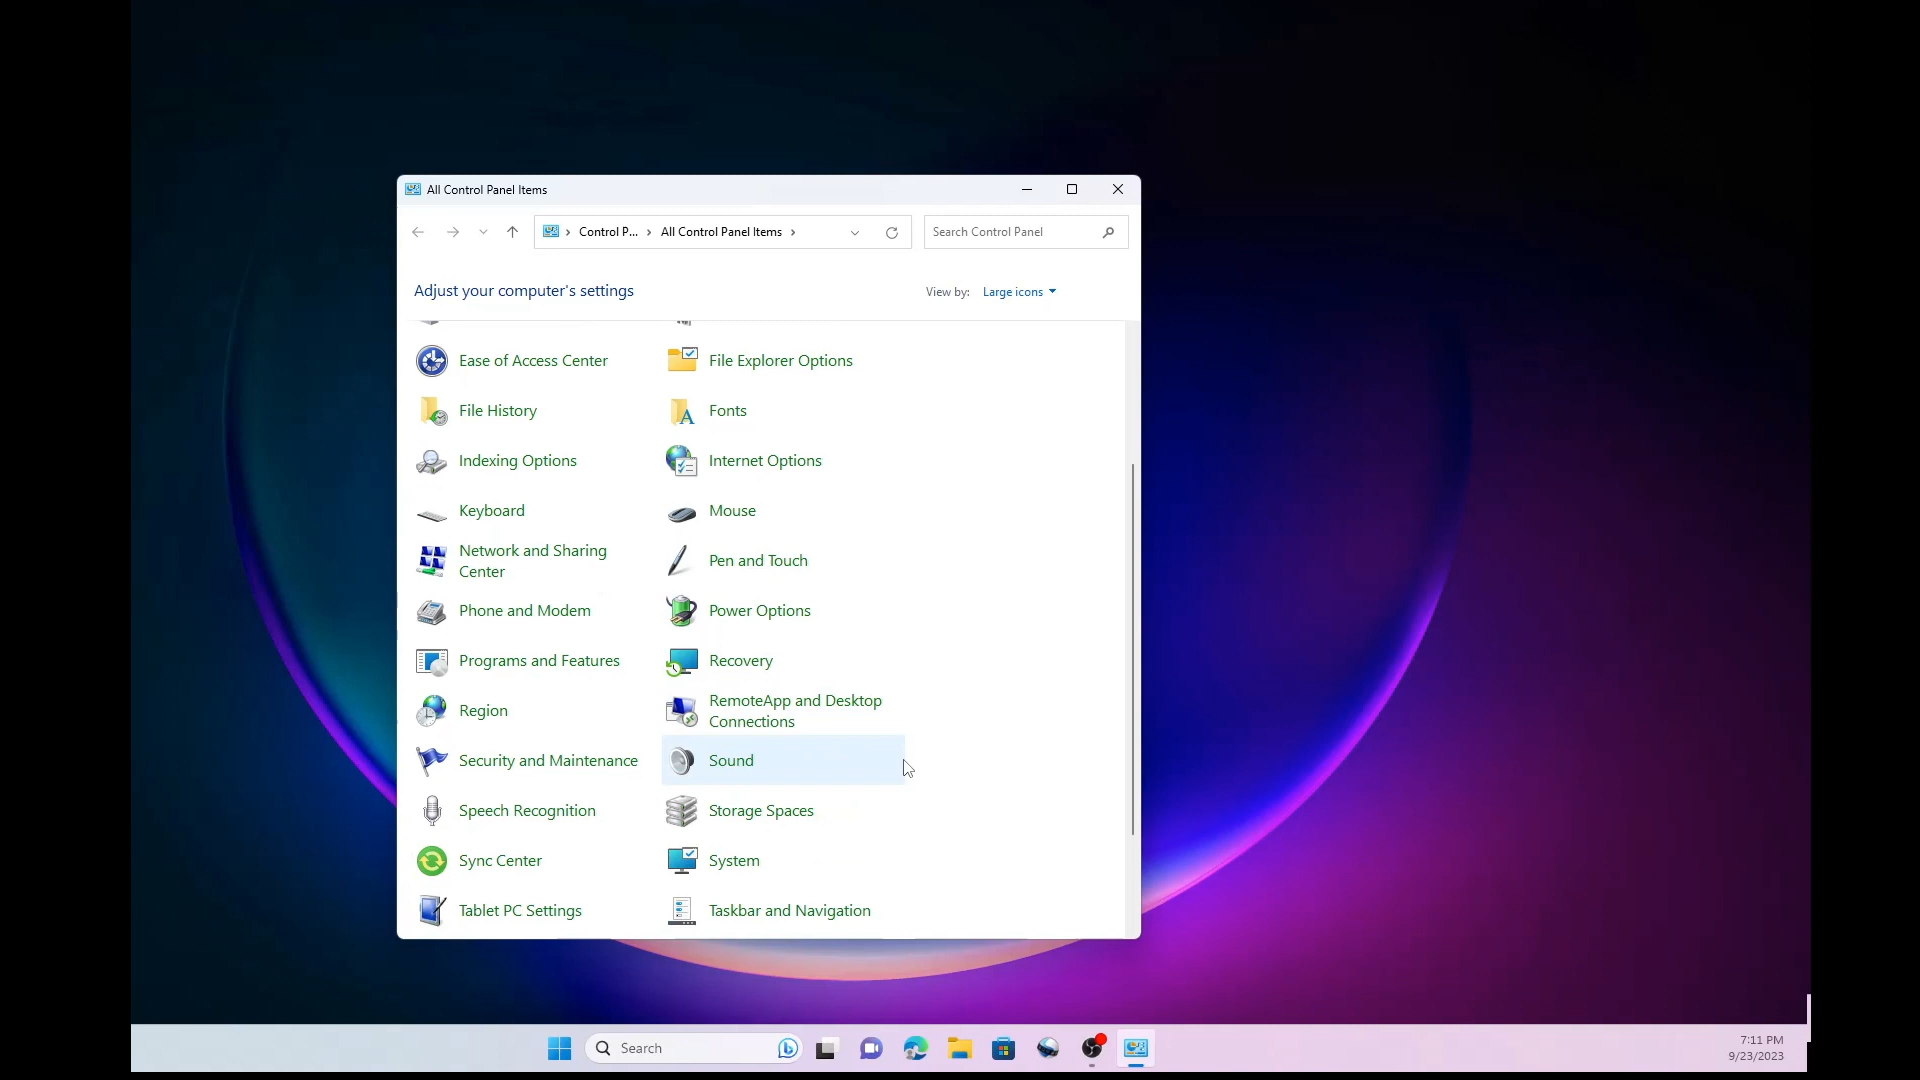 All Control Panel Items
Control P...
All Control Panel Items
Search Control Panel
Adjust your computer's settings
View by:
Large icons
Ease of Access Center
File Explorer Options
File History
Fonts
Indexing Options
Internet Options
Keyboard
Mouse
Network and Sharing
Center
Pen and Touch
Phone and Modem
Power Options
Programs and Features
Recovery
Region
RemoteApp and Desktop
Connections
Security and Maintenance
Sound
Speech Recognition
Storage Spaces
Sync Center
System
Tablet PC Settings
Taskbar and Navigation
Search
7:11 PM
9/23/2023